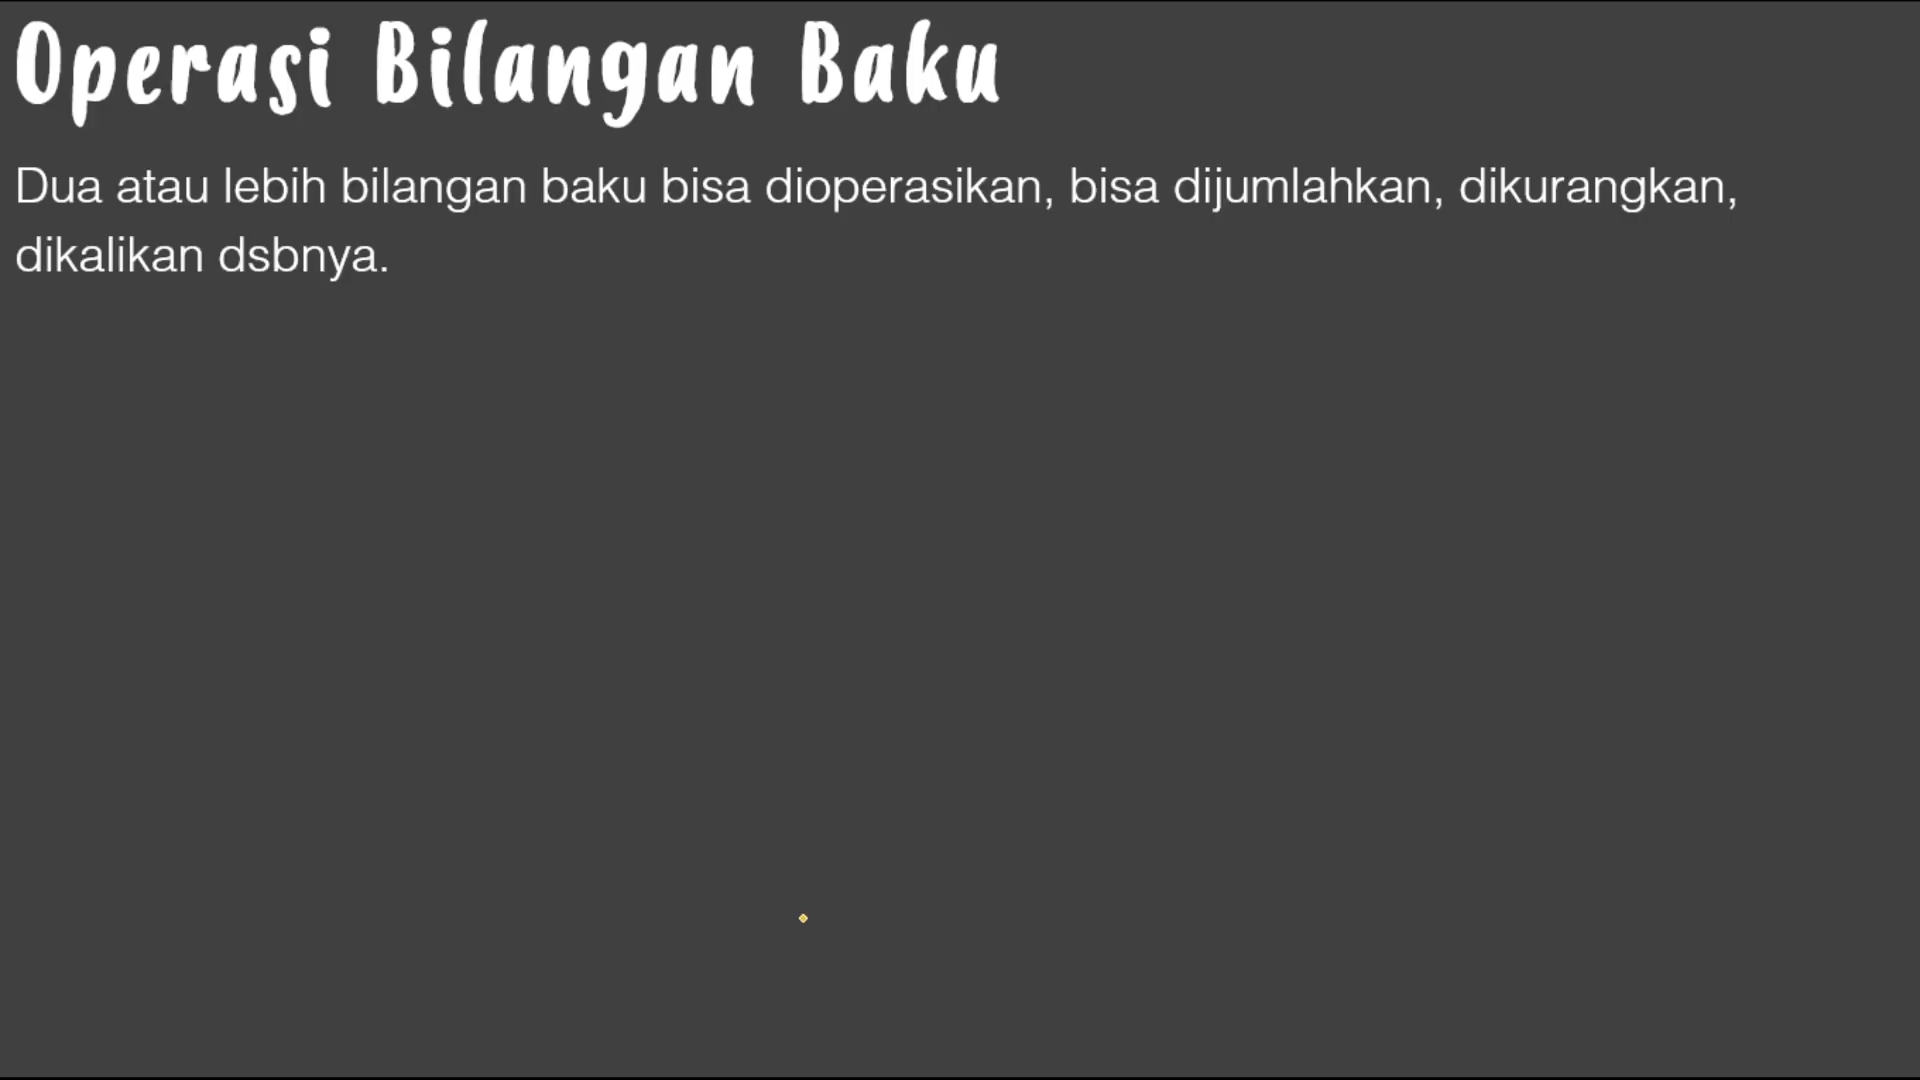 Operasi Bilangan Baku
Dua atau lebih bilangan baku bisa dioperasikan, bisa dijumlahkan, dikurangkan,
dikalikan dsbnya.